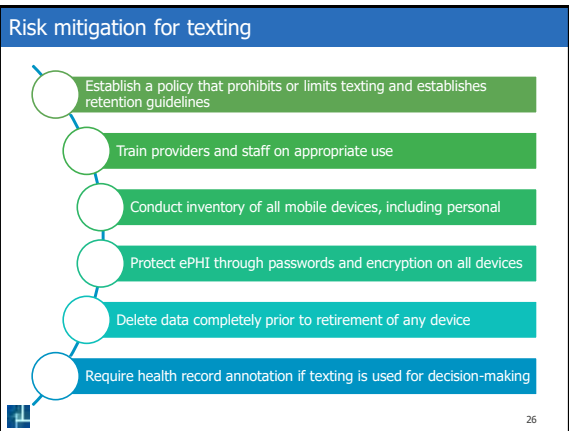 Risk mitigation for texting
Establish a policy that prohibits or limits texting and establishes
retention guidelines
Train providers and staff on appropriate use
Conduct inventory of all mobile devices, including personal
Protect ePHI through passwords and encryption on all devices
Delete data completely prior to retirement of any device
Require health record annotation if texting is used for decision-making
26